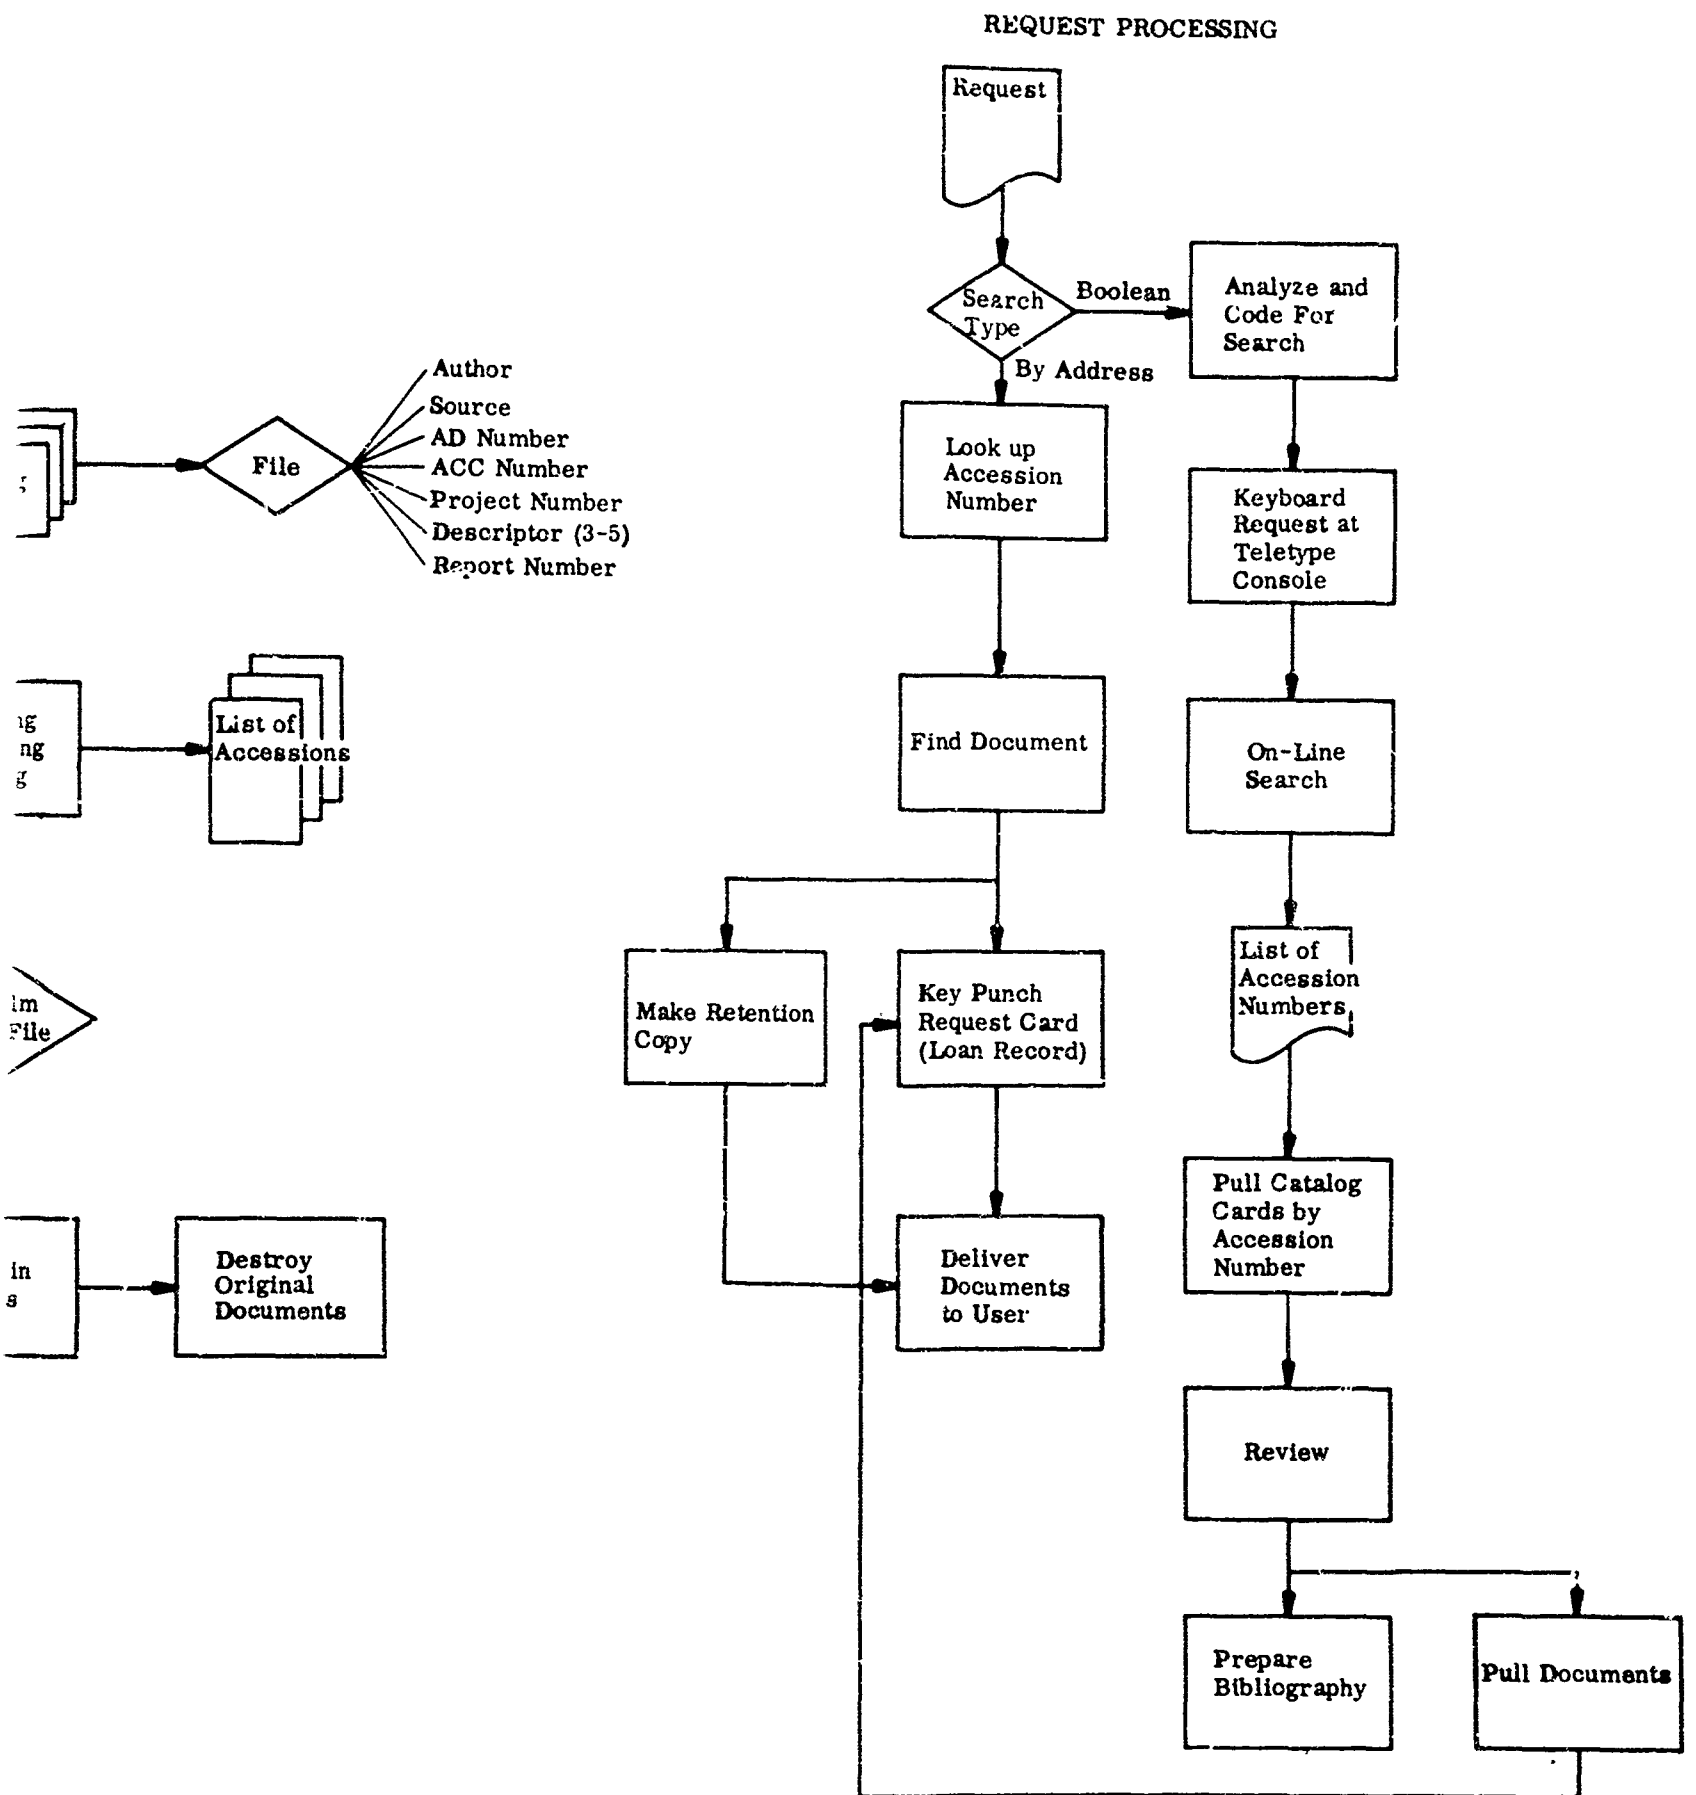 REQUEST PROCESSING
Request
Search
Type
Boolean
By Address
Analyze and
Code For
Search
Look up
Accession
Number
Keyboard
Request at
Teletype
Console
File
Author
Source
AD Number
ACC Number
Project Number
Descriptor (3-5)
Report Number
List of
Accessions
ng
Find Document
On-Line
Search
File
Make Retention
Copy
Key Punch
Request Card
(Loan Record)
List of
Accession
Numbers
Pull Catalog
Cards by
Accession
Number
in
s
Destroy
Original
Documents
Deliver
Documents
to User
Review
Prepare
Bibliography
Pull Documents